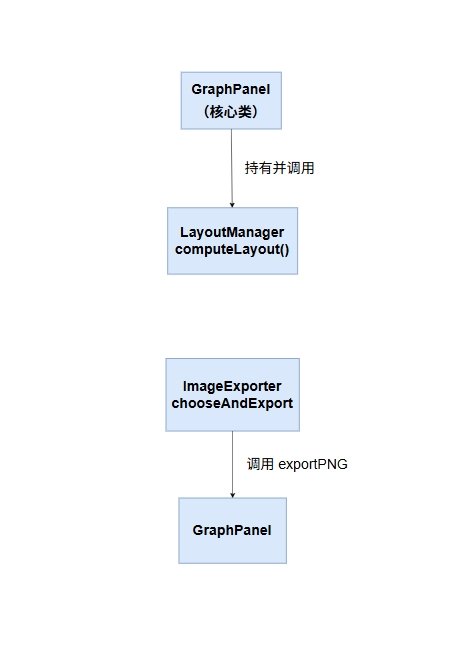 GraphPanel
（核心类）
持有并调用
LayoutManager
computeLayout()
ImageExporter
chooseAndExport
调用 exportPNG
GraphPanel